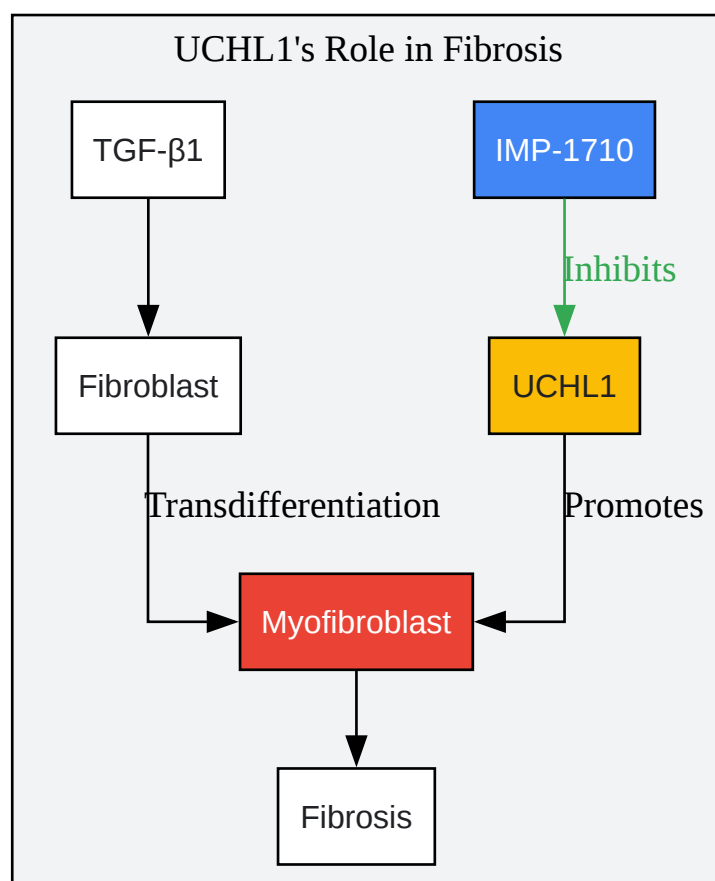 UCHL1's Role in Fibrosis
TGF-β1
IMP-1710
Inhibits
Fibroblast
UCHL1
Transdifferentiation
Promotes
Myofibroblast
Fibrosis